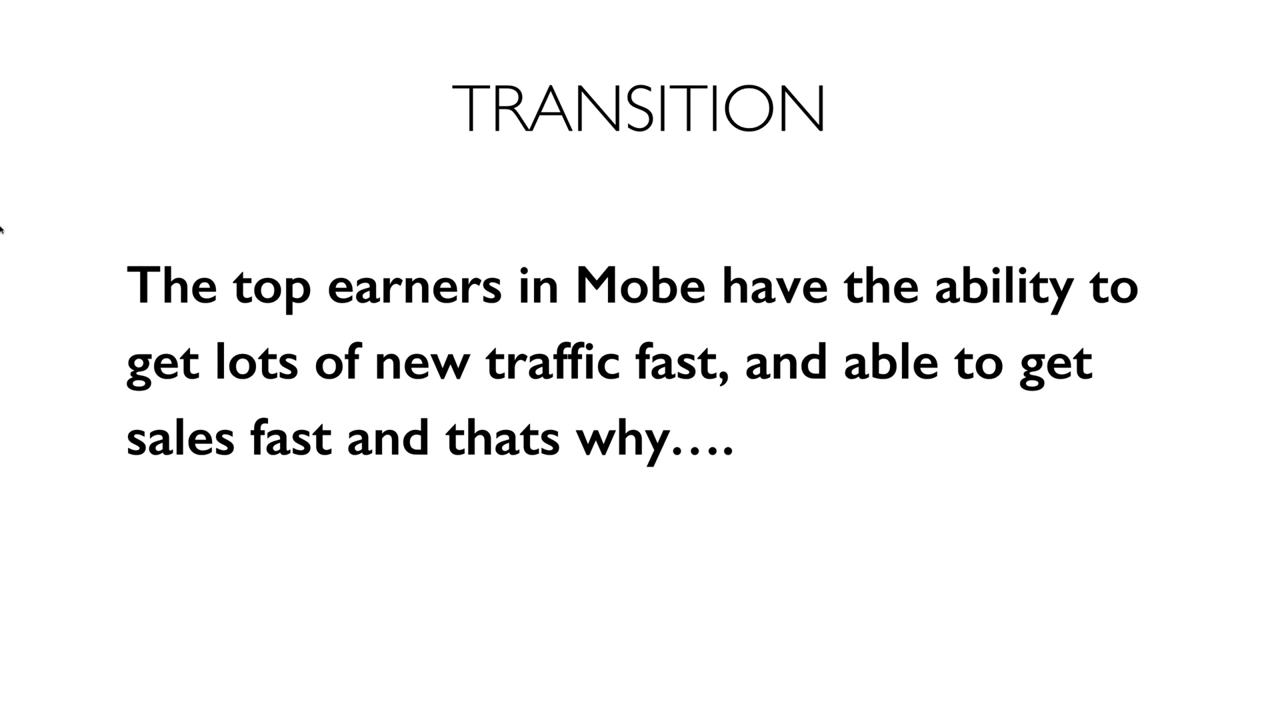 TRANSITION
The top earners in Mobe have the ability to
get lots of new traffic fast, and able to get
sales fast and thats why….